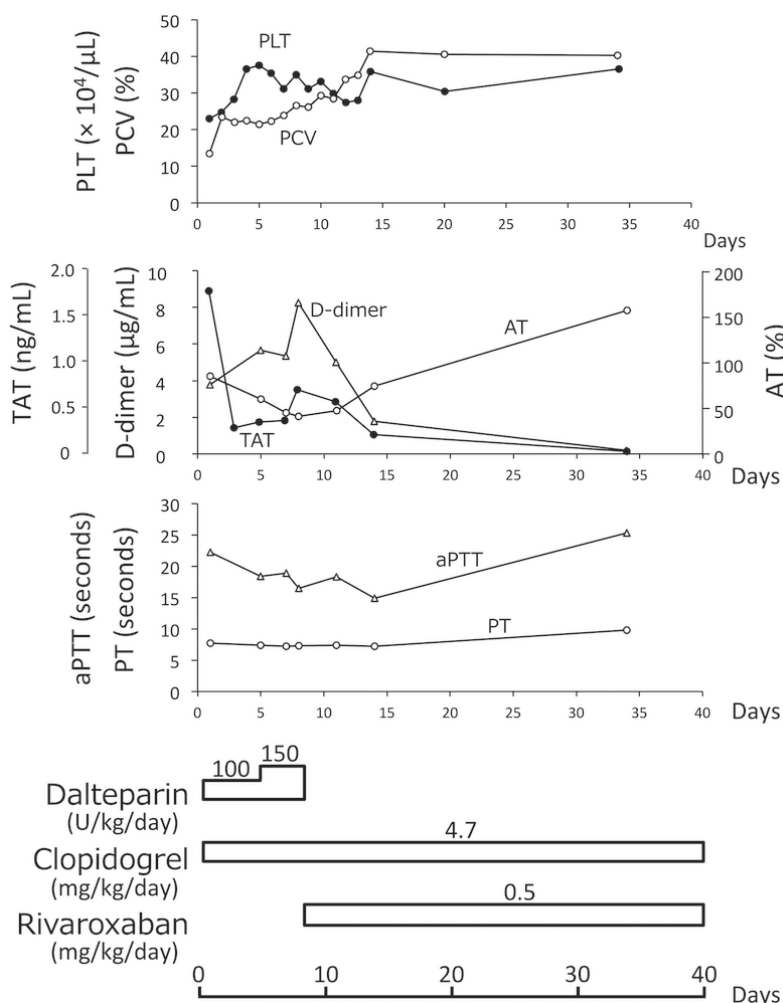 PLT (× 10⁴/μL)
PCV (%)
50
40
30
20
10
0
PLT
PCV
0 5 10 15 20 25 30 35 40
Days
TAT (ng/mL)
2.0
1.5
1.0
0.5
0
D-dimer (μg/mL)
10
8
6
4
2
0
D-dimer
AT
TAT
200
150
100
50
0
AT (%)
0 5 10 15 20 25 30 35 40
Days
aPTT (seconds)
PT (seconds)
30
25
20
15
10
5
0
aPTT
PT
0 5 10 15 20 25 30 35 40
Days
100 150
Dalteparin
(U/kg/day)
4.7
Clopidogrel
(mg/kg/day)
0.5
Rivaroxaban
(mg/kg/day)
0 10 20 30 40
Days